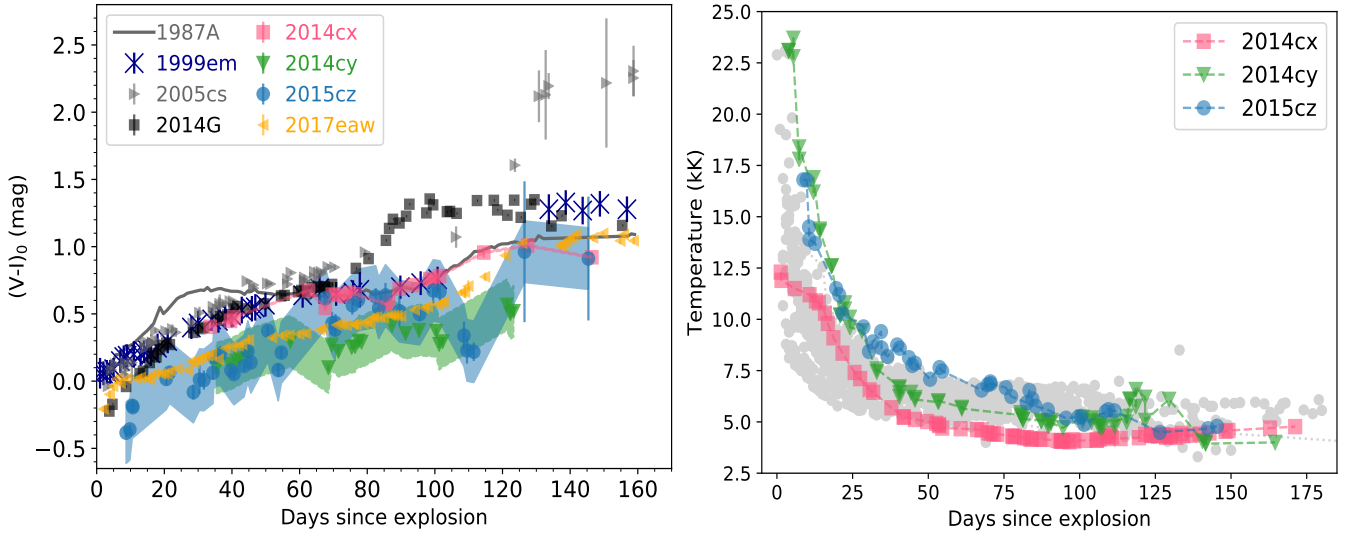 2.5
2.0
1.5
1.0
0.5
0.0
−0.5
(V-I)₀ (mag)
1987A
1999em
2005cs
2014G
2014cx
2014cy
2015cz
2017eaw
0 20 40 60 80 100 120 140 160
Days since explosion
25.0
22.5
20.0
17.5
15.0
12.5
10.0
7.5
5.0
2.5
Temperature (kK)
2014cx
2014cy
2015cz
0 25 50 75 100 125 150 175
Days since explosion